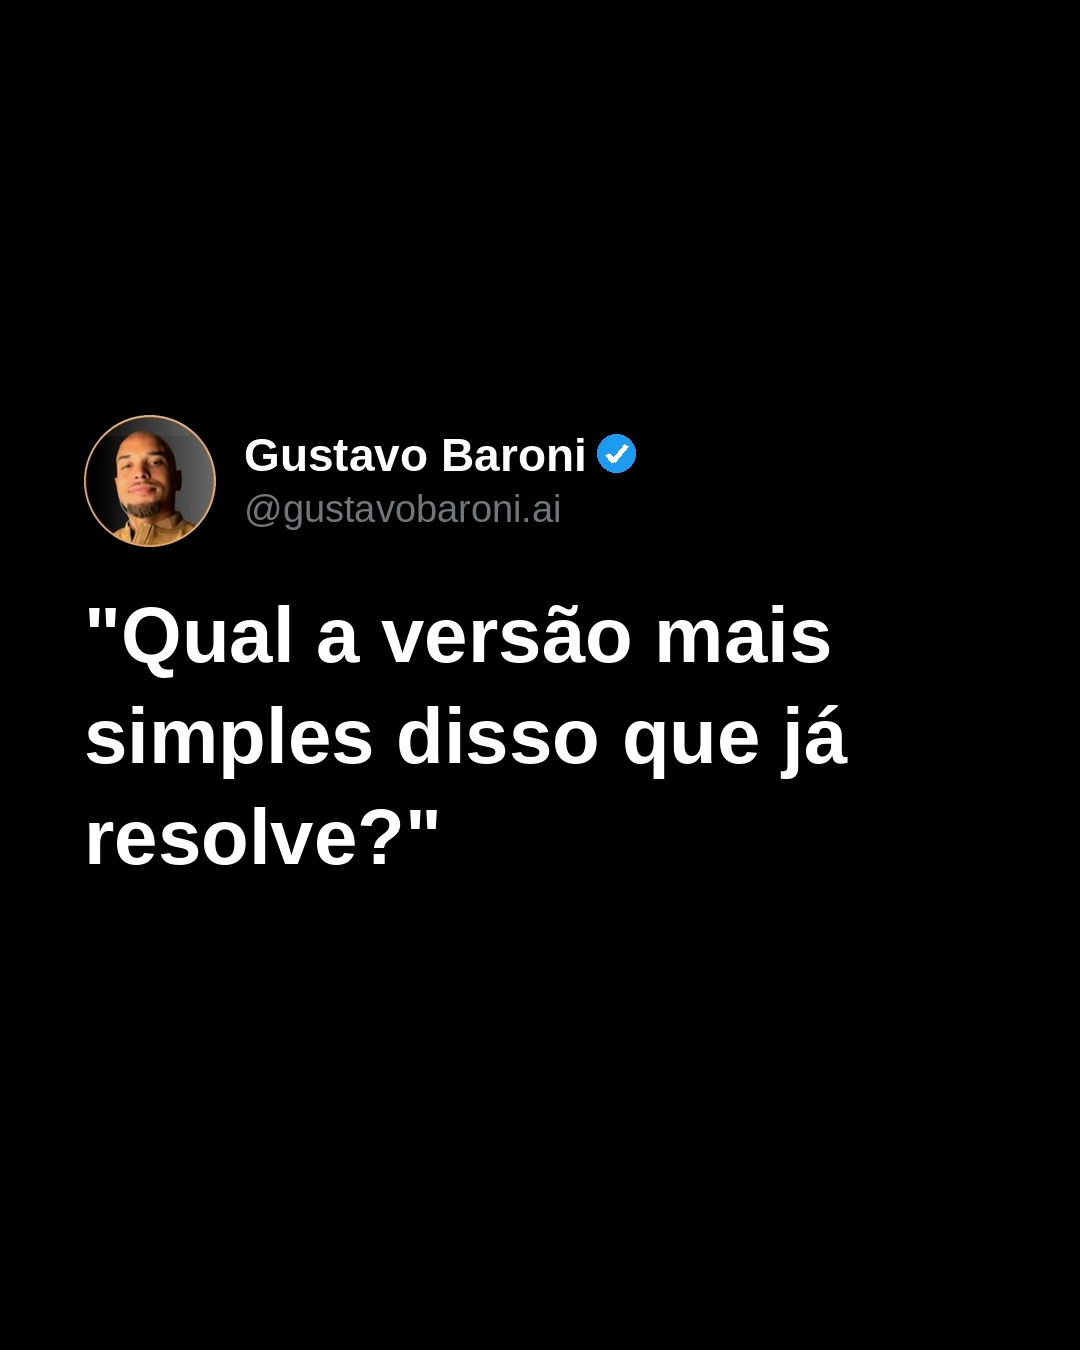 Gustavo Baroni
@gustavobaroni.ai
"Qual a versão mais
simples disso que já
resolve?"